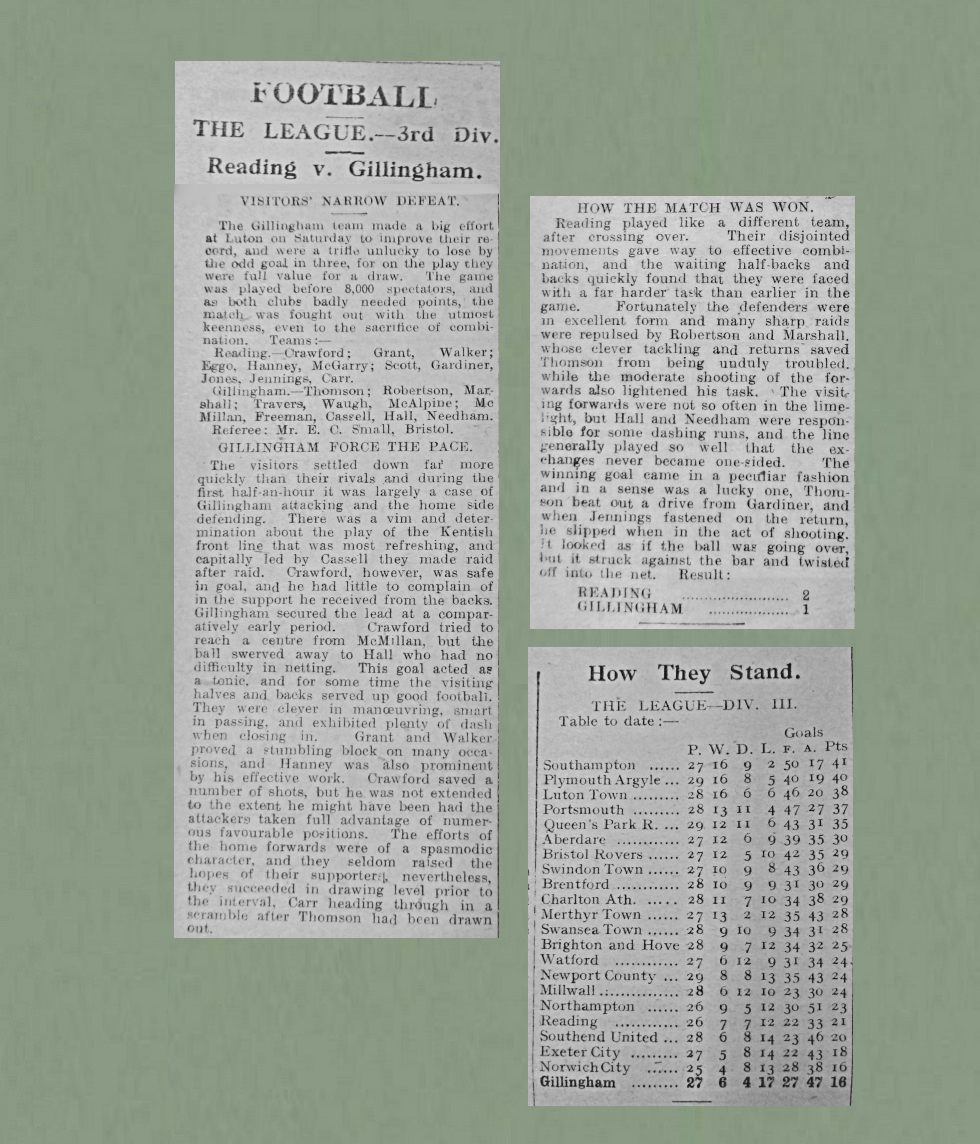 FOOTBALL
THE LEAGUE.--3rd Div.
Reading v. Gillingham.
VISITORS' NARROW DEFEAT.
The Gillingham team made a big effort
at Luton on Saturday to improve their re-
cord, and were a trifle unlucky to lose by
the odd goal in three, for on the play they
were full value for a draw. The game
was played before 8,000 spectators, and
as both clubs badly needed points, the
match was fought out with the utmost
keenness, even to the sacrifice of combi-
nation. Teams:—
Reading.—Crawford; Grant, Walker;
Eggo, Hanney, McGarry; Scott, Gardiner,
Jones, Jennings, Carr.
Gillingham.—Thomson; Robertson, Mar-
shall; Travers, Waugh, McAlpine; Mc
Millan, Freeman, Cassell, Hall, Needham.
Referee: Mr. E. C. Small, Bristol.
GILLINGHAM FORCE THE PACE.
The visitors settled down far more
quickly than their rivals and during the
first half-an-hour it was largely a case of
Gillingham attacking and the home side
defending. There was a vim and deter-
mination about the play of the Kentish
front line that was most refreshing, and
capitally led by Cassell they made raid
after raid. Crawford, however, was safe
in goal, and he had little to complain of
in the support he received from the backs.
Gillingham secured the lead at a compar-
atively early period. Crawford tried to
reach a centre from McMillan, but the
ball swerved away to Hall who had no
difficulty in netting. This goal acted as
a tonic, and for some time the visiting
halves and backs served up good football.
They were clever in manœuvring, smart
in passing, and exhibited plenty of dash
when closing in. Grant and Walker
proved a stumbling block on many occa-
sions, and Hanney was also prominent
by his effective work. Crawford saved a
number of shots, but he was not extended
to the extent he might have been had the
attackers taken full advantage of numer-
ous favourable positions. The efforts of
the home forwards were of a spasmodic
character, and they seldom raised the
hopes of their supporters, nevertheless,
they succeeded in drawing level prior to
the interval, Carr heading through in a
scramble after Thomson had been drawn
out.
HOW THE MATCH WAS WON.
Reading played like a different team,
after crossing over. Their disjointed
movements gave way to effective combi-
nation, and the waiting half-backs and
backs quickly found that they were faced
with a far harder task than earlier in the
game. Fortunately the defenders were
in excellent form and many sharp raids
were repulsed by Robertson and Marshall,
whose clever tackling and returns saved
Thomson from being unduly troubled.
while the moderate shooting of the for-
wards also lightened his task. The visit-
ing forwards were not so often in the lime-
light, but Hall and Needham were respon-
sible for some dashing runs, and the line
generally played so well that the ex-
changes never became one-sided. The
winning goal came in a peculiar fashion
and in a sense was a lucky one, Thom-
son beat out a drive from Gardiner, and
when Jennings fastened on the return,
he slipped when in the act of shooting.
It looked as if the ball was going over,
but it struck against the bar and twisted
off into the net. Result:
READING ........................ 2
GILLINGHAM .................... 1
How They Stand.
THE LEAGUE—DIV. III.
Table to date:—
Goals
P. W. D. L. F. A. Pts
Southampton ...... 27 16 9 2 50 17 41
Plymouth Argyle ... 29 16 8 5 40 19 40
Luton Town ......... 28 16 6 6 46 20 38
Portsmouth ......... 28 13 11 4 47 27 37
Queen's Park R. ... 29 12 11 6 43 31 35
Aberdare ............ 27 12 6 9 39 35 30
Bristol Rovers ...... 27 12 5 10 42 35 29
Swindon Town ...... 27 10 9 8 43 36 29
Brentford ............ 28 10 9 9 31 30 29
Charlton Ath. ..... 28 11 7 10 34 38 29
Merthyr Town ...... 27 13 2 12 35 43 28
Swansea Town ...... 28 9 10 9 34 31 28
Brighton and Hove 28 9 7 12 34 32 25
Watford ............ 27 6 12 9 31 34 24
Newport County ... 29 8 8 13 35 43 24
Millwall ............... 28 6 12 10 23 30 24
Northampton ...... 26 9 5 12 30 51 23
Reading ............ 26 7 7 12 22 33 21
Southend United ... 28 6 8 14 23 46 20
Exeter City ......... 27 5 8 14 22 43 18
Norwich City ...... 25 4 8 13 28 38 16
Gillingham ......... 27 6 4 17 27 47 16